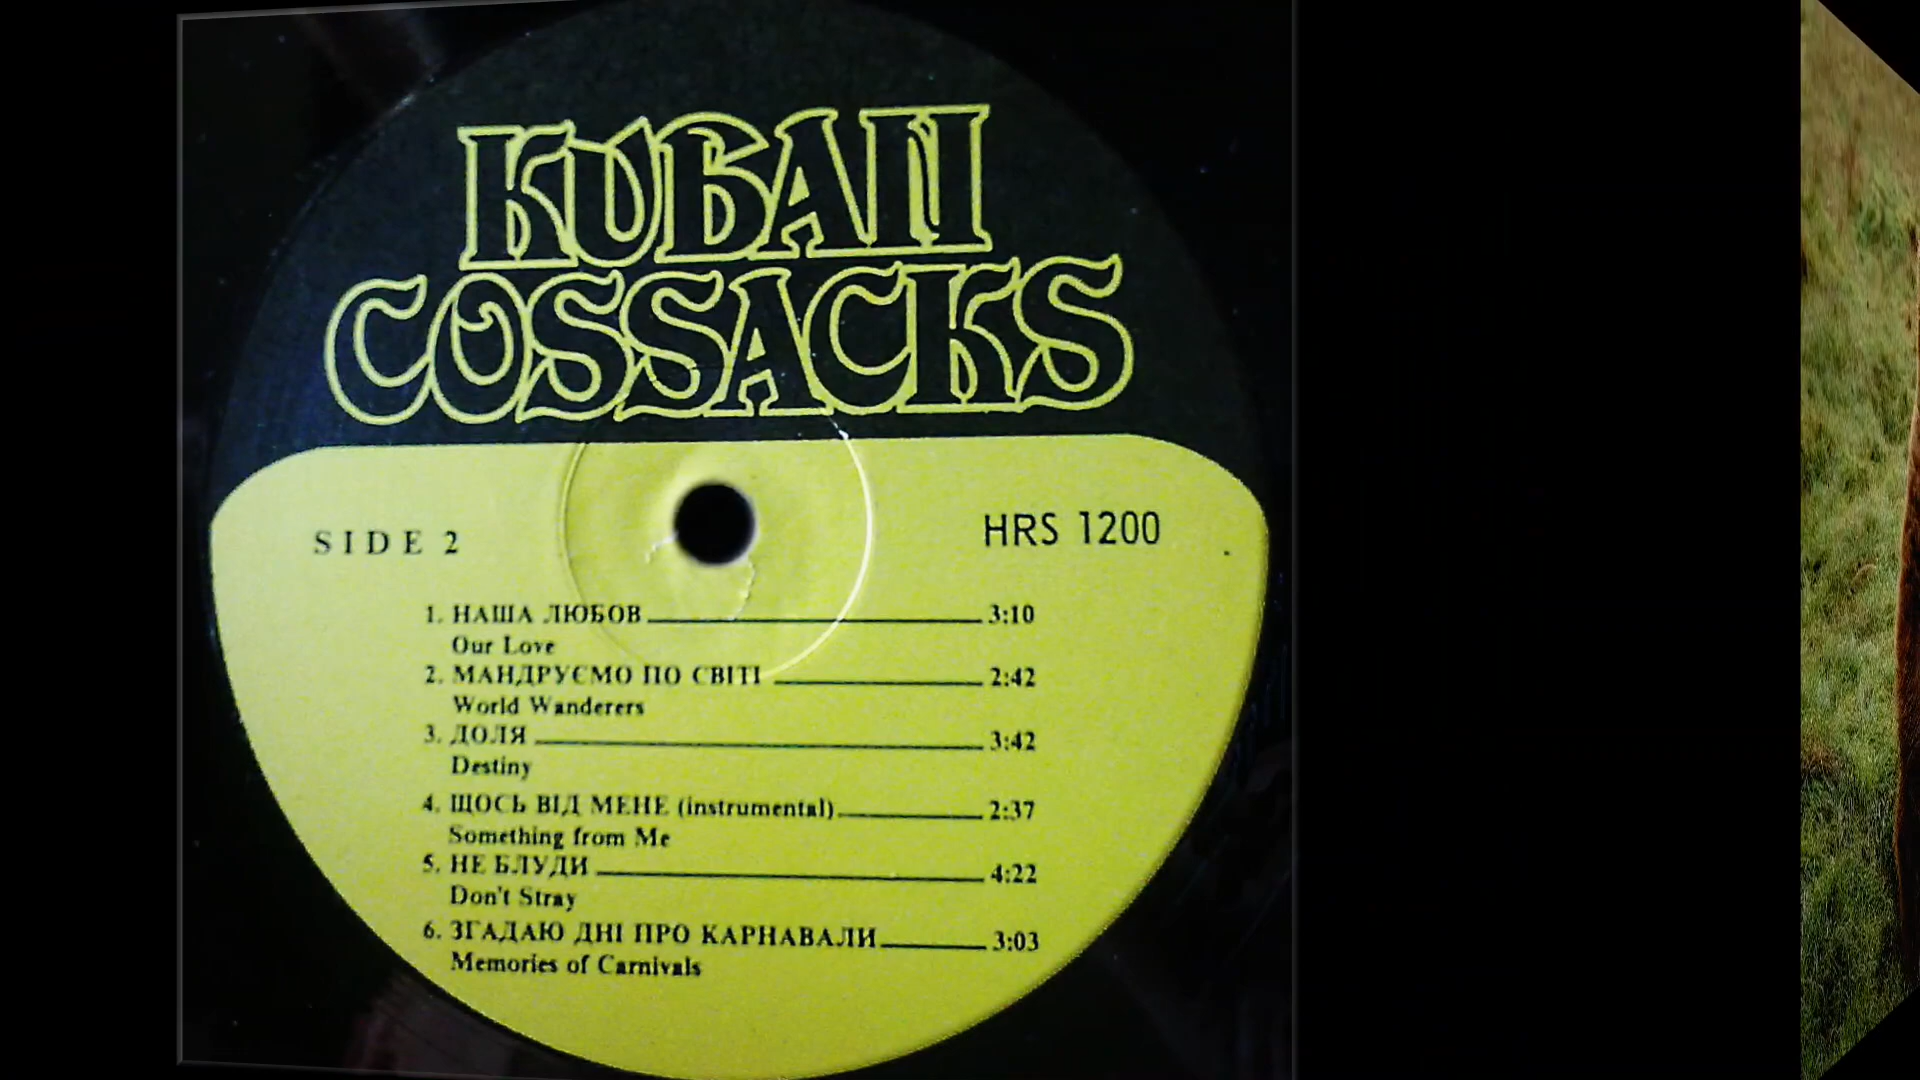 KUBAN
COSSACKS
SIDE 2
HRS 1200
1. НАША ЛЮБОВ 3:10
Our Love
2. МАНДРУЄМО ПО СВІТІ 2:42
World Wanderers
3. ДОЛЯ 3:42
Destiny
4. ЩОСЬ ВІД МЕНЕ (instrumental) 2:37
Something from Me
5. НЕ БЛУДИ 4:22
Don't Stray
6. ЗГАДАЮ ДНІ ПРО КАРНАВАЛИ 3:03
Memories of Carnivals